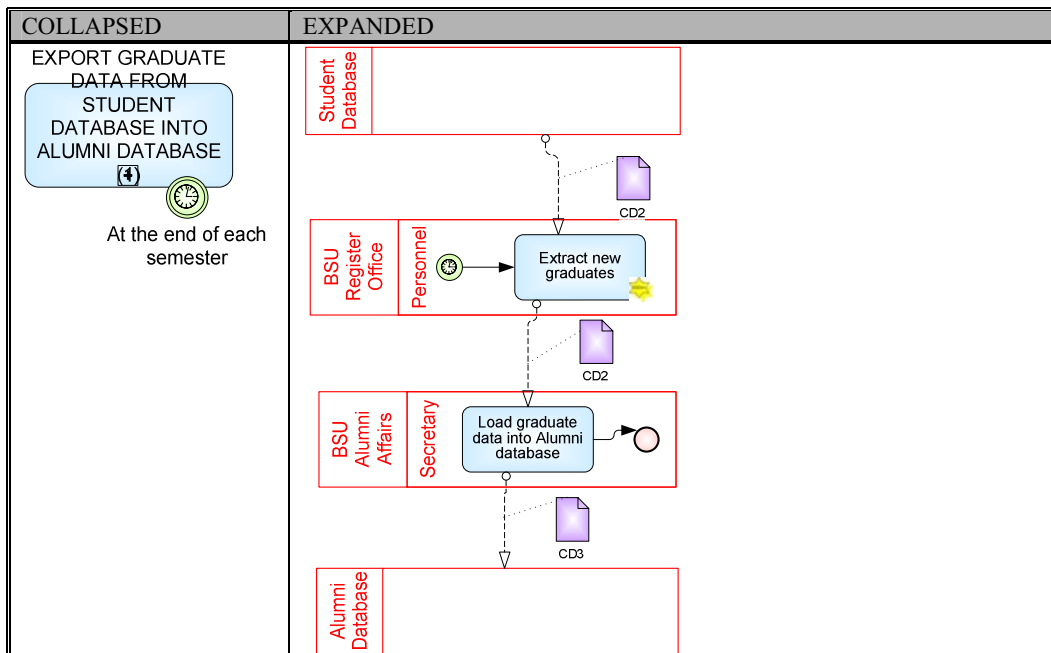 COLLAPSED
EXPANDED
EXPORT GRADUATE
DATA FROM
STUDENT
DATABASE INTO
ALUMNI DATABASE
At the end of each
semester
Student
Database
CD2
BSU
Register
Office
Personnel
Extract new
graduates
CD2
BSU
Alumni
Affairs
Secretary
Load graduate
data into Alumni
database
CD3
Alumni
Database